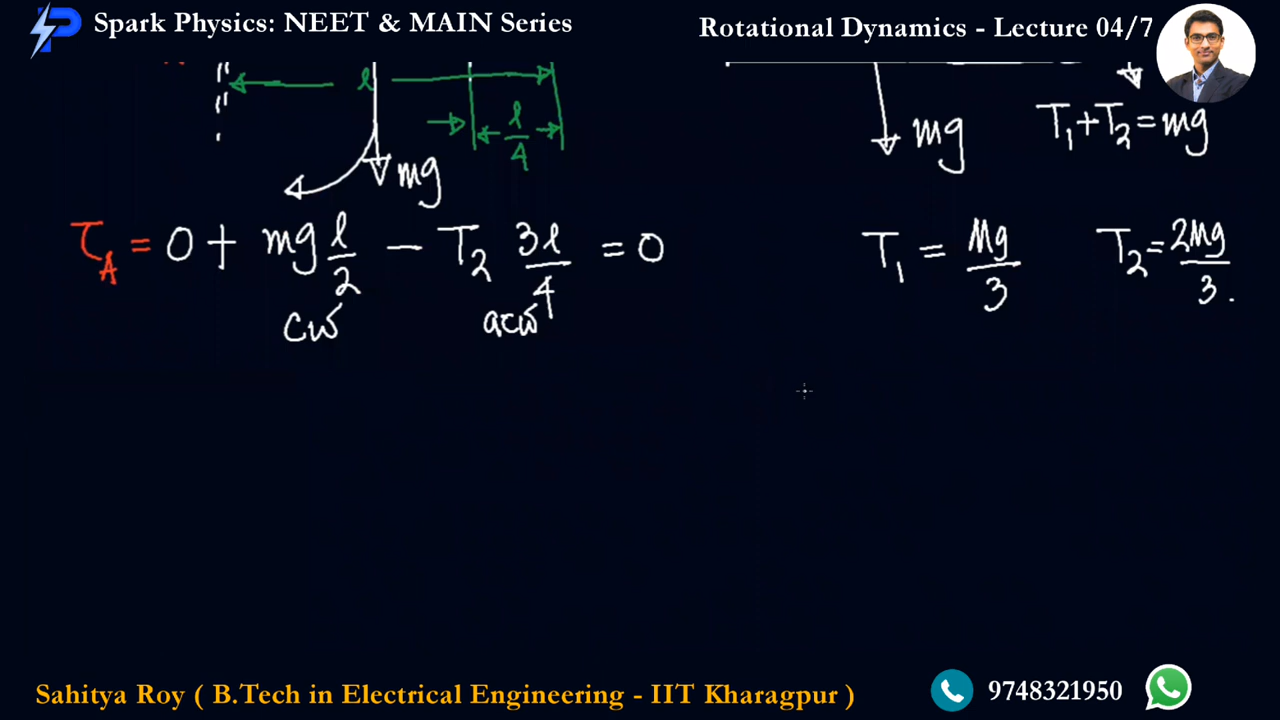 Spark Physics: NEET & MAIN Series
Rotational Dynamics - Lecture 04/7
l
l/4
mg
mg
T₁+T₂=mg
τ_A = 0 + mg l/2 - T₂ 3l/4 = 0
cw acw
T₁ = Mg/3 T₂ = 2Mg/3.
Sahitya Roy ( B.Tech in Electrical Engineering - IIT Kharagpur )
9748321950